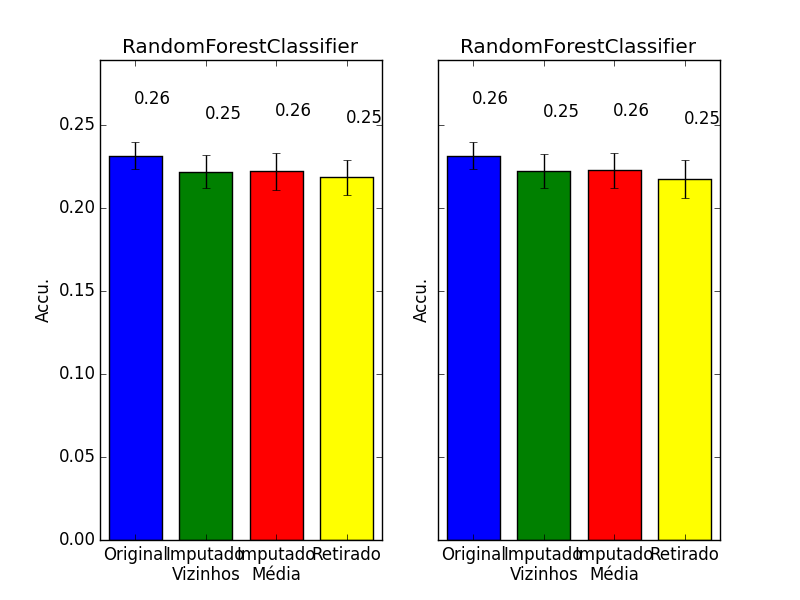 RandomForestClassifier
0.26
0.25
0.26
0.25
0.25
0.20
0.15
0.10
0.05
0.00
Accu.
Original
Imputado
Vizinhos
Imputado
Média
Retirado
RandomForestClassifier
0.26
0.25
0.26
0.25
Accu.
Original
Imputado
Vizinhos
Imputado
Média
Retirado